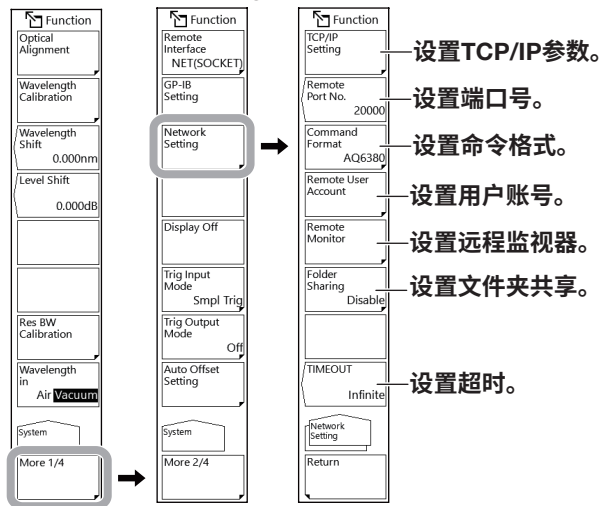 Function
Optical
Alignment
Wavelength
Calibration
Wavelength
Shift
0.000nm
Level Shift
0.000dB
Res BW
Calibration
Wavelength
in
Air Vacuum
System
More 1/4
Function
Remote
Interface
NET(SOCKET)
GP-IB
Setting
Network
Setting
Display Off
Trig Input
Mode
Smpl Trig
Trig Output
Mode
Off
Auto Offset
Setting
System
More 2/4
Function
TCP/IP
Setting
设置TCP/IP参数。
Remote
Port No.
20000
设置端口号。
Command
Format
AQ6380
设置命令格式。
Remote User
Account
设置用户账号。
Remote
Monitor
设置远程监视器。
Folder
Sharing
Disable
设置文件夹共享。
TIMEOUT
Infinite
设置超时。
Network
Setting
Return